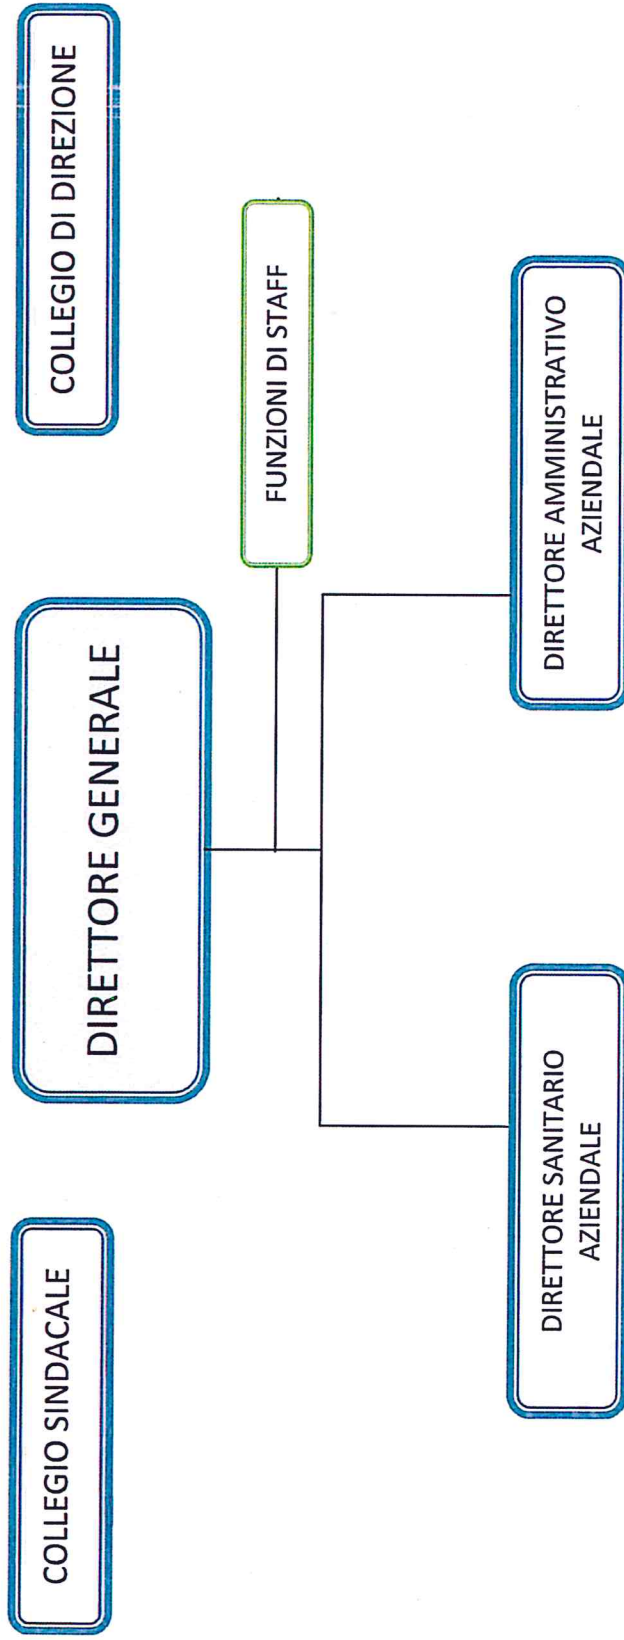 COLLEGIO SINDACALE
DIRETTORE GENERALE
COLLEGIO DI DIREZIONE
FUNZIONI DI STAFF
DIRETTORE SANITARIO
AZIENDALE
DIRETTORE AMMINISTRATIVO
AZIENDALE